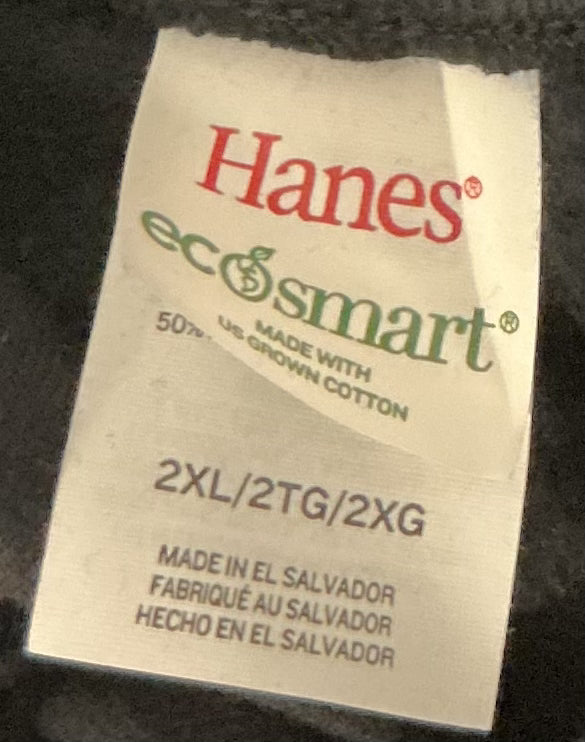 Hanes®
ecosmart®
MADE WITH
US GROWN COTTON
50%
2XL/2TG/2XG
MADE IN EL SALVADOR
FABRIQUÉ AU SALVADOR
HECHO EN EL SALVADOR